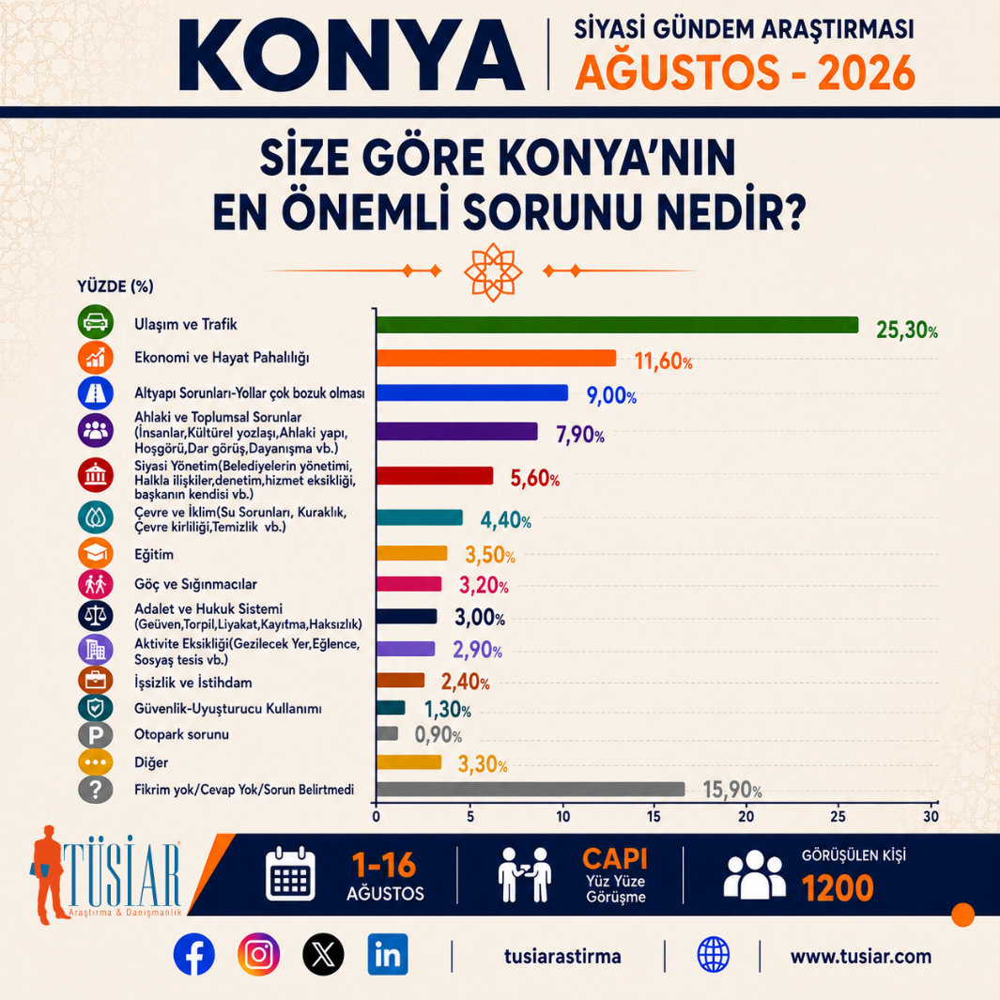 KONYA
SİYASİ GÜNDEM ARAŞTIRMASI
AĞUSTOS - 2026
SİZE GÖRE KONYA'NIN
EN ÖNEMLİ SORUNU NEDİR?
YÜZDE (%)
Ulaşım ve Trafik 25,30%
Ekonomi ve Hayat Pahalılığı 11,60%
Altyapı Sorunları-Yollar çok bozuk olması 9,00%
Ahlaki ve Toplumsal Sorunlar
(İnsanlar,Kültürel yozlaşı,Ahlaki yapı,
Hoşgörü,Dar görüş,Dayanışma vb.) 7,90%
Siyasi Yönetim(Belediyelerin yönetimi,
Halkla ilişkiler,denetim,hizmet eksikliği,
başkanın kendisi vb.) 5,60%
Çevre ve İklim(Su Sorunları, Kuraklık,
Çevre kirliliği,Temizlik vb.) 4,40%
Eğitim 3,50%
Göç ve Sığınmacılar 3,20%
Adalet ve Hukuk Sistemi
(Geüven,Torpil,Liyakat,Kayıtma,Haksızlık) 3,00%
Aktivite Eksikliği(Gezilecek Yer,Eğlence,
Sosyaş tesis vb.) 2,90%
İşsizlik ve İstihdam 2,40%
Güvenlik-Uyuşturucu Kullanımı 1,30%
P Otopark sorunu 0,90%
Diğer 3,30%
? Fikrim yok/Cevap Yok/Sorun Belirtmedi 15,90%
0 5 10 15 20 25 30
TÜSİAR
Araştırma & Danışmanlık
1-16
AĞUSTOS
CAPI
Yüz Yüze
Görüşme
GÖRÜŞÜLEN KİŞİ
1200
tusiarastirma
www.tusiar.com